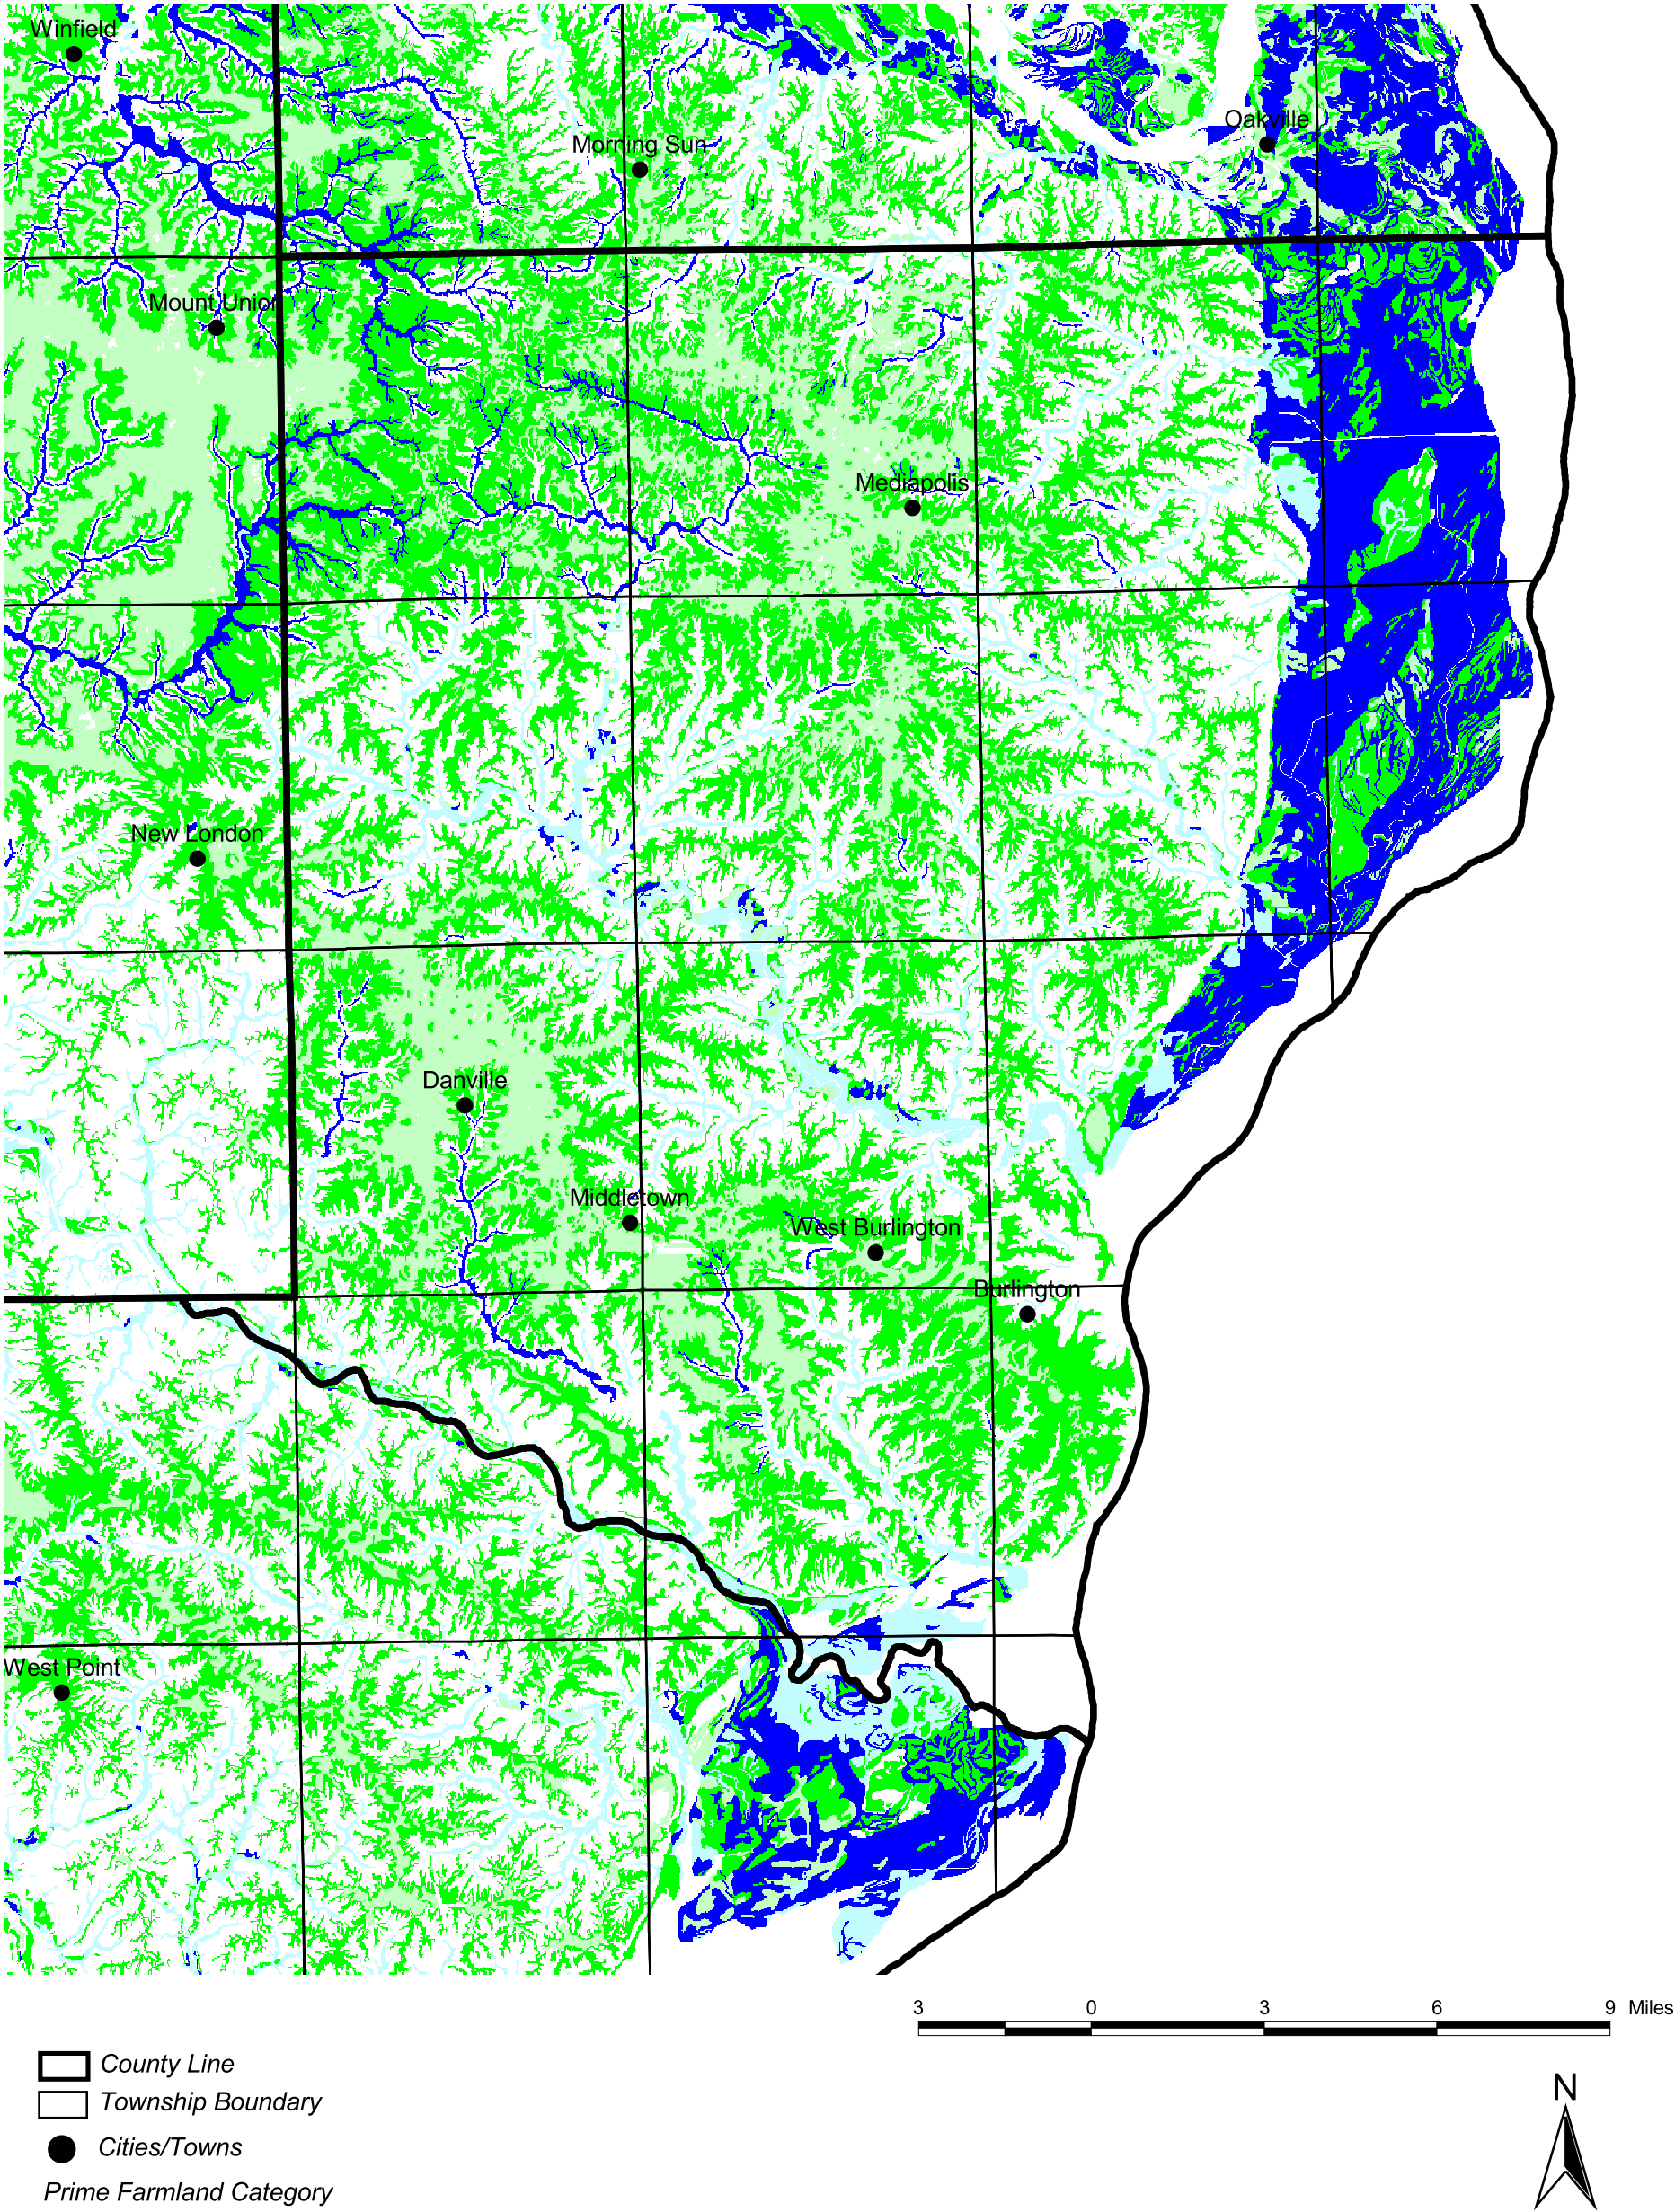 Winfield
Oakville
Morning Sun
Mount Union
Mediapolis
New London
Danville
Middletown
West Burlington
Burlington
West Point
3 0 3 6 9 Miles
County Line
Township Boundary
Cities/Towns
Prime Farmland Category
N